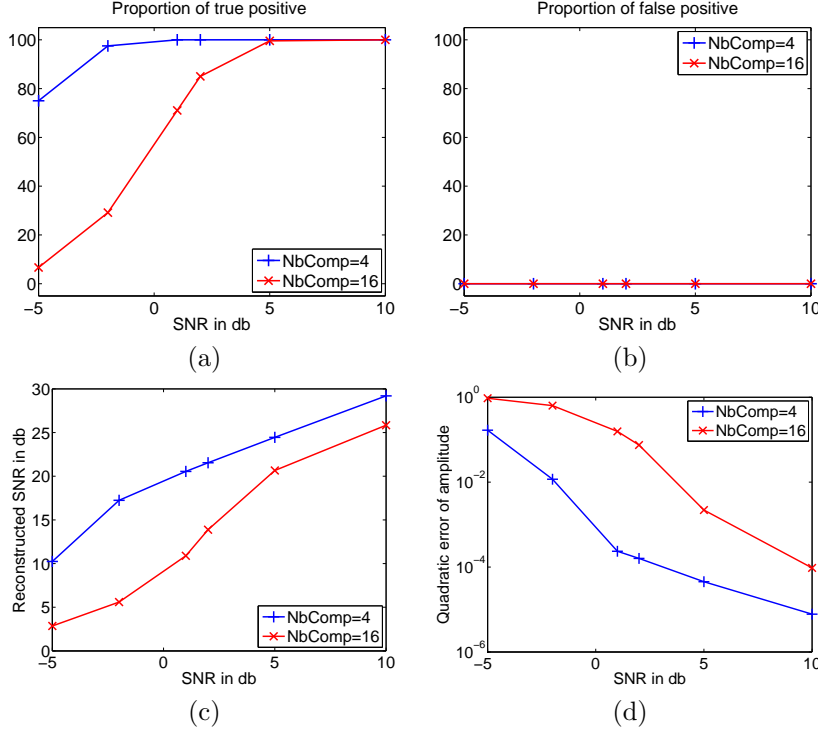 Proportion of true positive
100
80
60
40
20
0
−5
0
5
10
SNR in db
NbComp=4
NbComp=16
(a)
Proportion of false positive
100
80
60
40
20
0
−5
0
5
10
SNR in db
NbComp=4
NbComp=16
(b)
Reconstructed SNR in db
30
25
20
15
10
5
0
−5
0
5
10
SNR in db
NbComp=4
NbComp=16
(c)
Quadratic error of amplitude
10^0
10^−2
10^−4
10^−6
−5
0
5
10
SNR in db
NbComp=4
NbComp=16
(d)